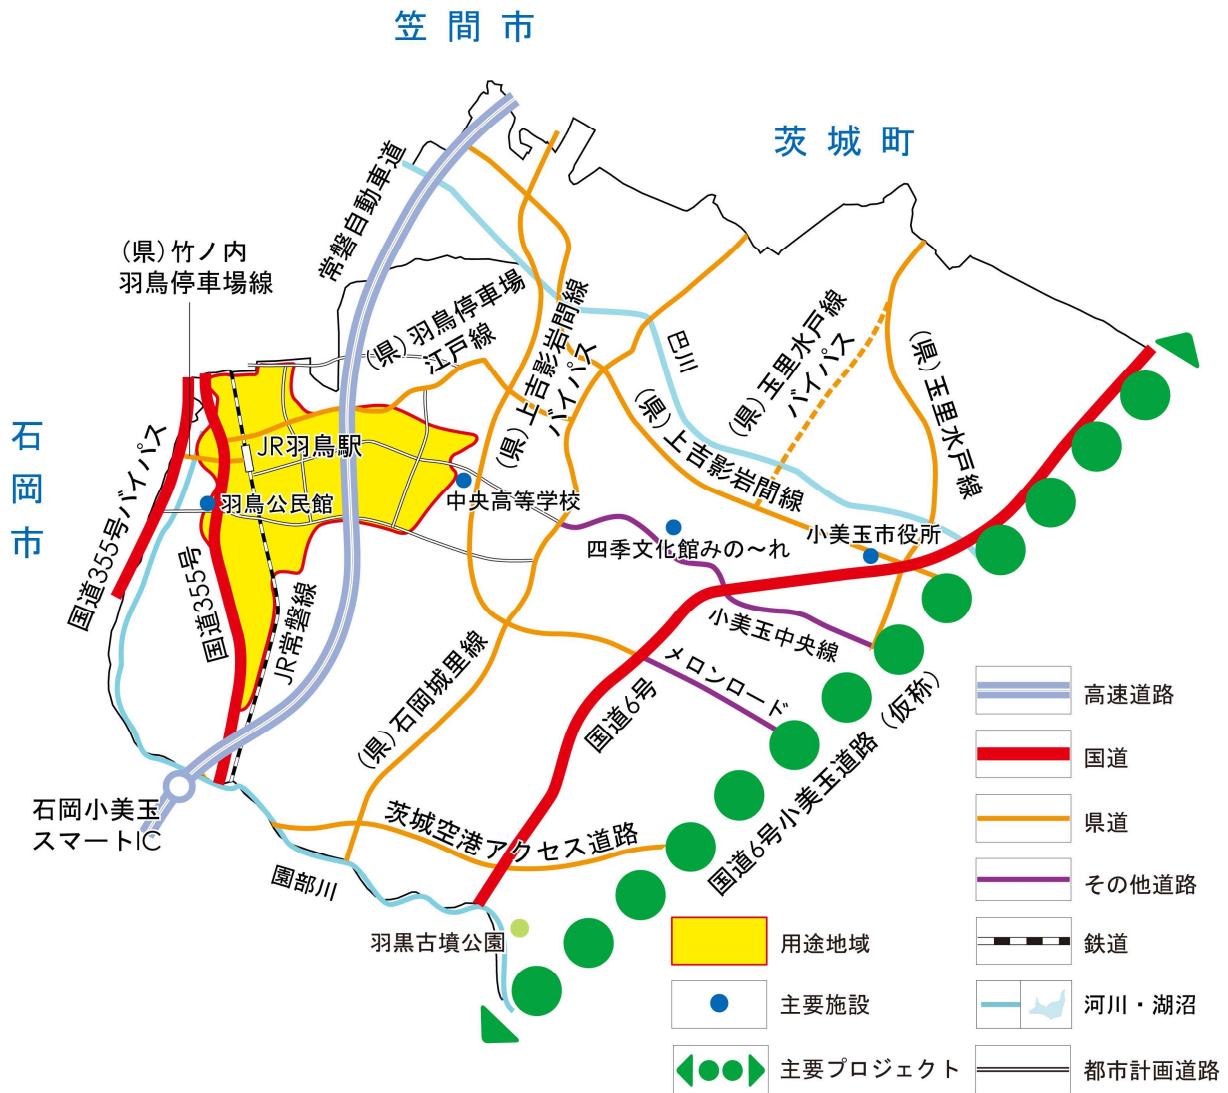 笠間市
茨城町
常磐自動車道
(県)竹ノ内
羽鳥停車場線
(県)羽鳥停車場
江戸線
(県)上吉影岩間線
バイパス
巴川
(県)玉里水戸線
バイパス
(県)玉里水戸線
(県)上吉影岩間線
石岡市
国道355号バイパス
JR羽鳥駅
羽鳥公民館
中央高等学校
四季文化館みの～れ
小美玉市役所
国道355号
JR常磐線
小美玉中央線
メロンロード
(県)石岡城里線
国道6号
国道6号小美玉道路（仮称）
石岡小美玉
スマートIC
茨城空港アクセス道路
園部川
羽黒古墳公園
高速道路
国道
県道
その他道路
用途地域
鉄道
主要施設
河川・湖沼
主要プロジェクト
都市計画道路